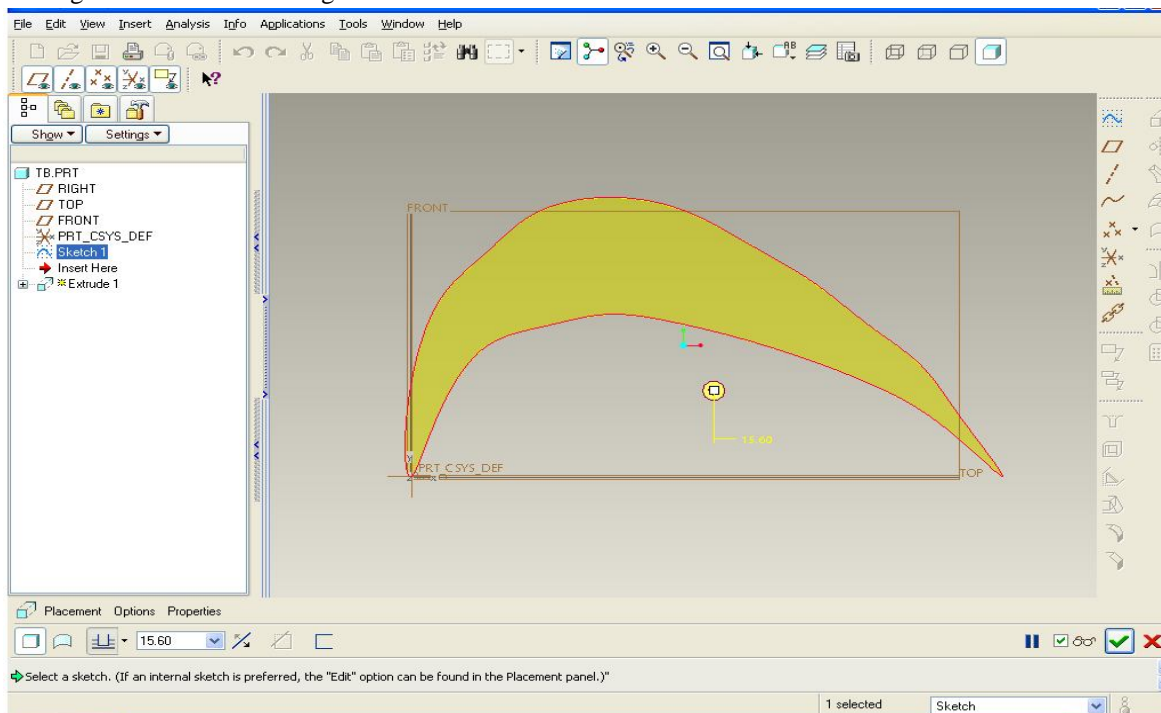 File Edit View Insert Analysis Info Applications Tools Window Help
Show Settings
TB.PRT
RIGHT
TOP
FRONT
PRT_CSYS_DEF
Sketch 1
Insert Here
Extrude 1
FRONT
15.60
Y
PRT_CSYS_DEF
Z X
TOP
Placement Options Properties
15.60
Select a sketch. (If an internal sketch is preferred, the "Edit" option can be found in the Placement panel.)"
1 selected Sketch